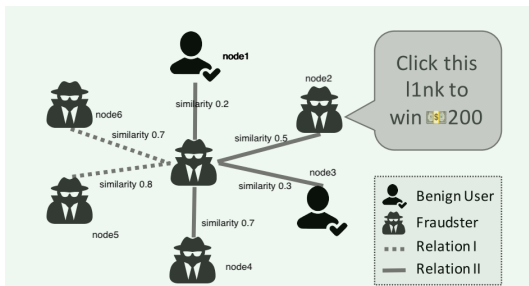 node1
node2
Click this
l1nk to
win 💵200
node6
similarity 0.2
similarity 0.7
similarity 0.5
similarity 0.8
similarity 0.3
node3
node5
similarity 0.7
node4
Benign User
Fraudster
Relation I
Relation II